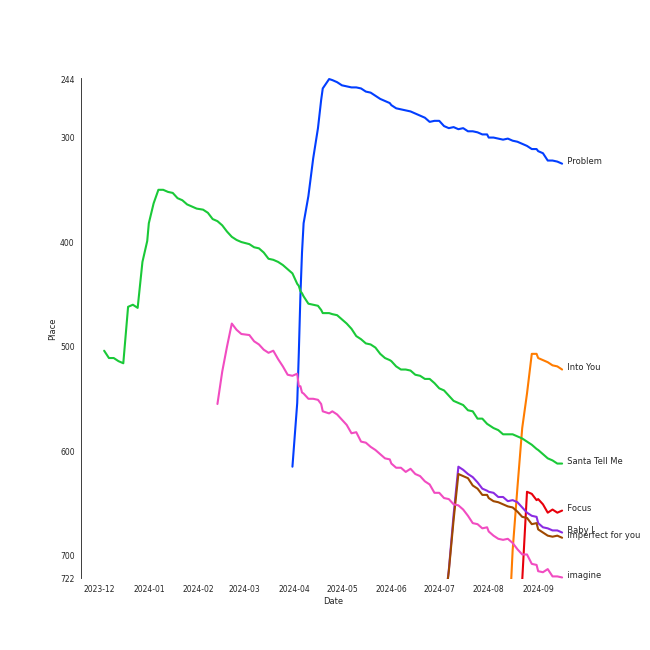 244
300
400
500
600
700
722
Place
2023-12
2024-01
2024-02
2024-03
2024-04
2024-05
2024-06
2024-07
2024-08
2024-09
Date
Problem
Into You
Santa Tell Me
Focus
Baby I
imperfect for you
imagine